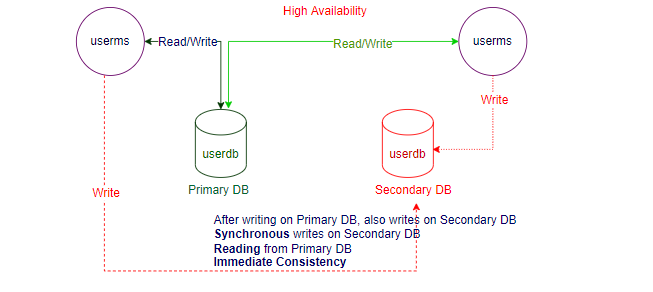 High Availability
userms
Read/Write
Read/Write
userms
Write
userdb
userdb
Primary DB
Secondary DB
Write
After writing on Primary DB, also writes on Secondary DB
Synchronous writes on Secondary DB
Reading from Primary DB
Immediate Consistency